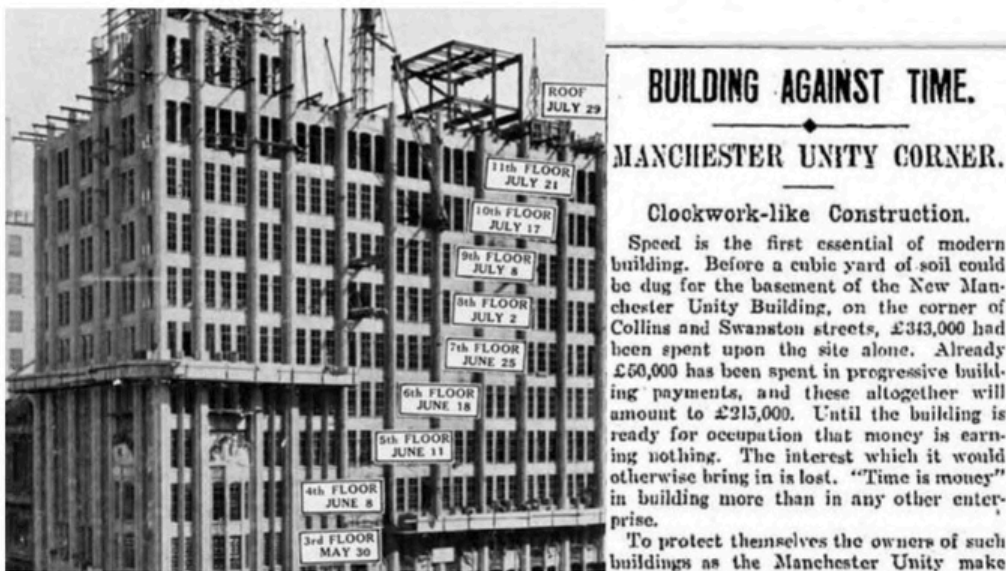 ROOF
JULY 29
11th FLOOR
JULY 21
10th FLOOR
JULY 17
9th FLOOR
JULY 8
8th FLOOR
JULY 2
7th FLOOR
JUNE 25
6th FLOOR
JUNE 18
5th FLOOR
JUNE 11
4th FLOOR
JUNE 8
3rd FLOOR
MAY 30
BUILDING AGAINST TIME.
MANCHESTER UNITY CORNER.
Clockwork-like Construction.
Speed is the first essential of modern
building. Before a cubic yard of soil could
be dug for the basement of the New Man-
chester Unity Building, on the corner of
Collins and Swanston streets, £343,000 had
been spent upon the site alone. Already
£50,000 has been spent in progressive build-
ing payments, and these altogether will
amount to £215,000. Until the building is
ready for occupation that money is earn-
ing nothing. The interest which it would
otherwise bring in is lost. "Time is money"
in building more than in any other enter-
prise.
To protect themselves the owners of such
buildings as the Manchester Unity make